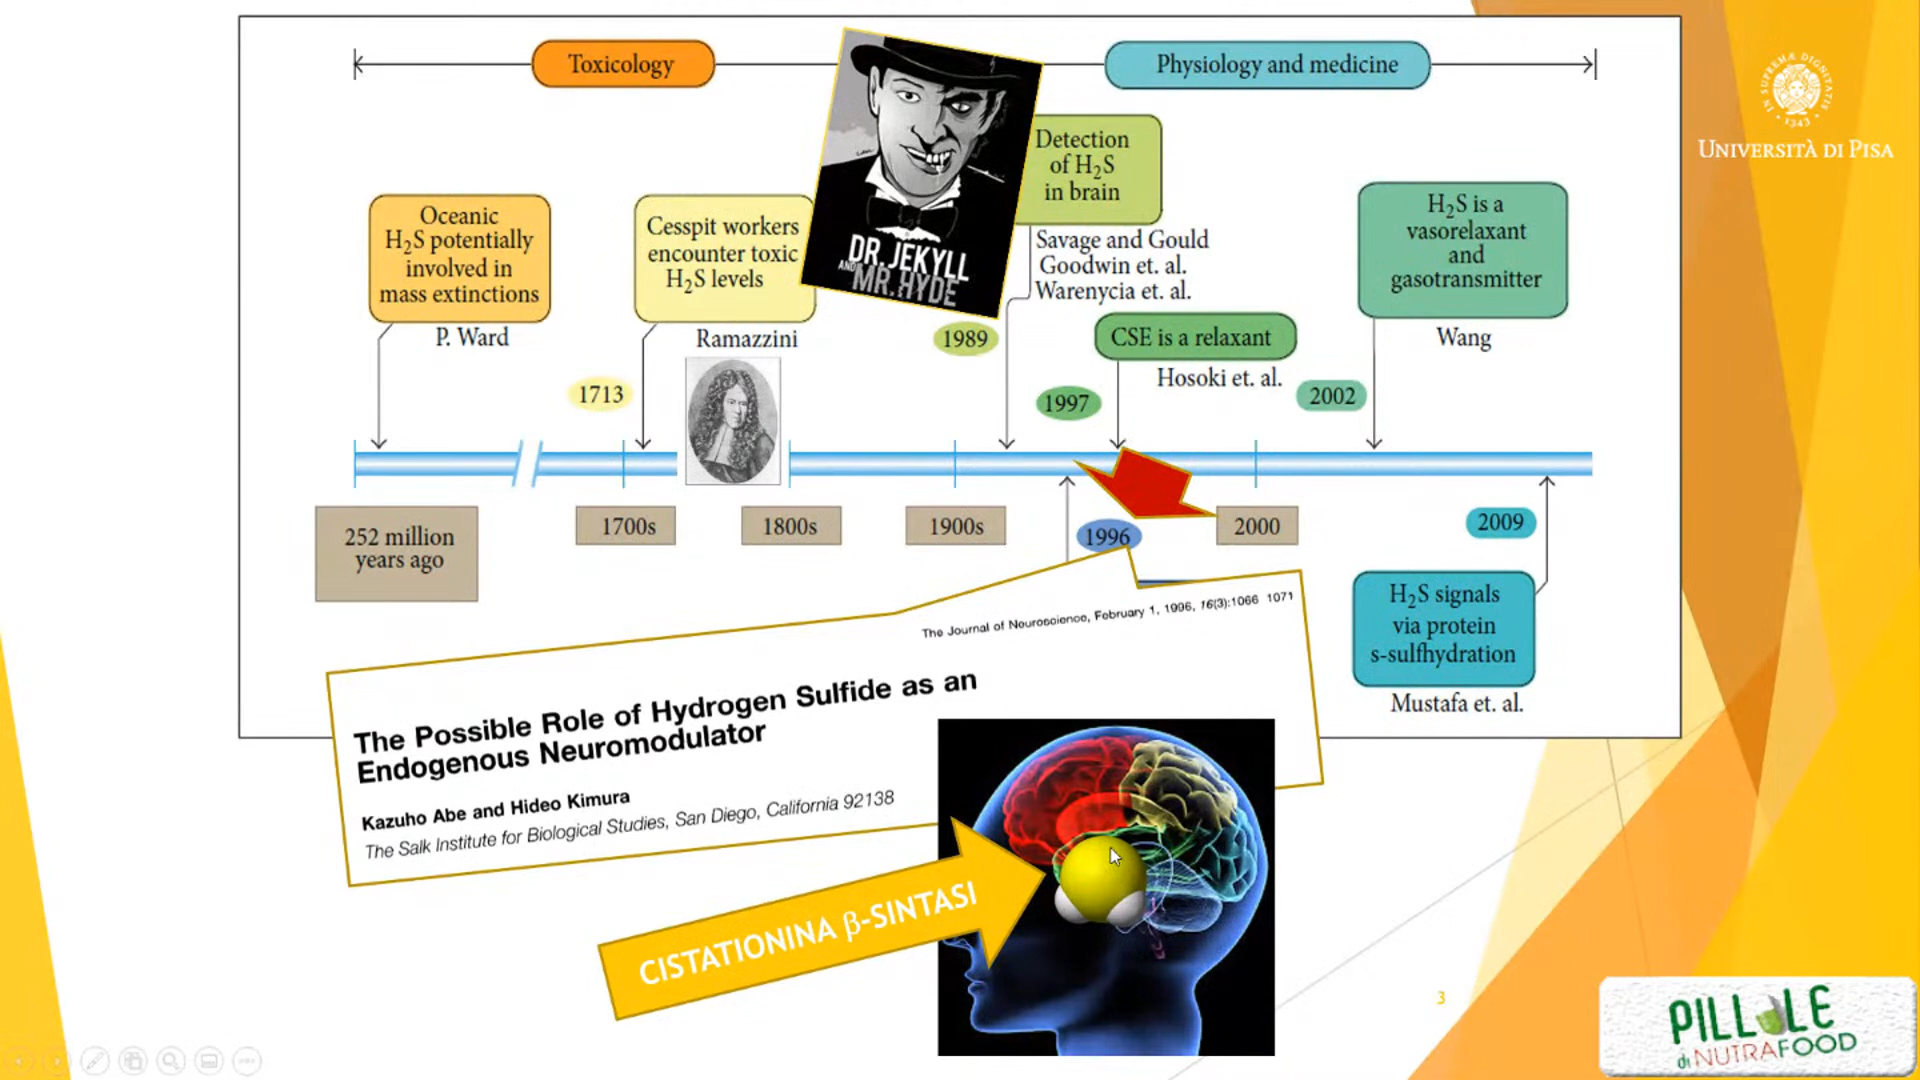 Toxicology
Physiology and medicine
IN SUPREMÆ DIGNITATIS
1343
UNIVERSITÀ DI PISA
DR. JEKYLL
AND MR. HYDE
Detection
of H₂S
in brain
Savage and Gould
Goodwin et. al.
Warenycia et. al.
Oceanic
H₂S potentially
involved in
mass extinctions
P. Ward
Cesspit workers
encounter toxic
H₂S levels
Ramazzini
H₂S is a
vasorelaxant
and
gasotransmitter
Wang
CSE is a relaxant
Hosoki et. al.
1713
1989
1997
2002
252 million
years ago
1700s
1800s
1900s
1996
2000
2009
H₂S signals
via protein
s-sulfhydration
Mustafa et. al.
The Journal of Neuroscience, February 1, 1996, 16(3):1066 1071
The Possible Role of Hydrogen Sulfide as an
Endogenous Neuromodulator
Kazuho Abe and Hideo Kimura
The Salk Institute for Biological Studies, San Diego, California 92138
CISTATIONINA β-SINTASI
3
PILLOLE
di NUTRAFOOD